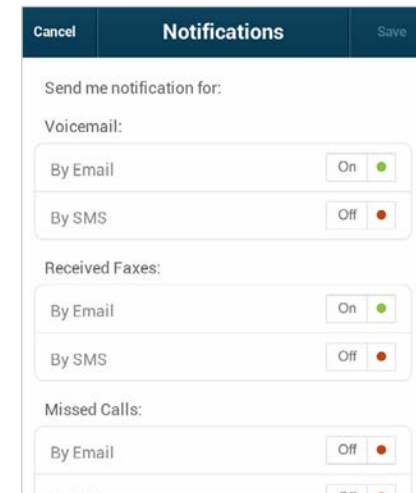 Cancel Notifications Save
Send me notification for:
Voicemail:
By Email On
By SMS Off
Received Faxes:
By Email On
By SMS Off
Missed Calls:
By Email Off